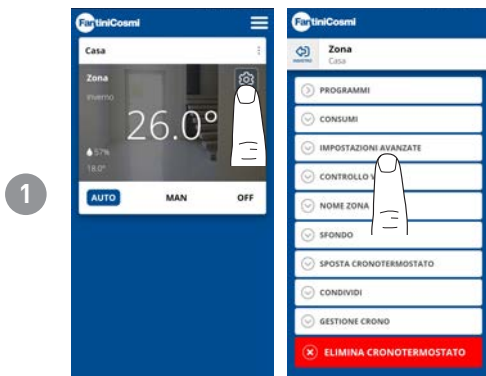 1
FantiniCosmi
Casa
Zona
inverno
26.0°
57%
18.0°
AUTO MAN OFF
FantiniCosmi
INDIETRO
Zona
Casa
PROGRAMMI
CONSUMI
IMPOSTAZIONI AVANZATE
CONTROLLO
NOME ZONA
SFONDO
SPOSTA CRONOTERMOSTATO
CONDIVIDI
GESTIONE CRONO
ELIMINA CRONOTERMOSTATO